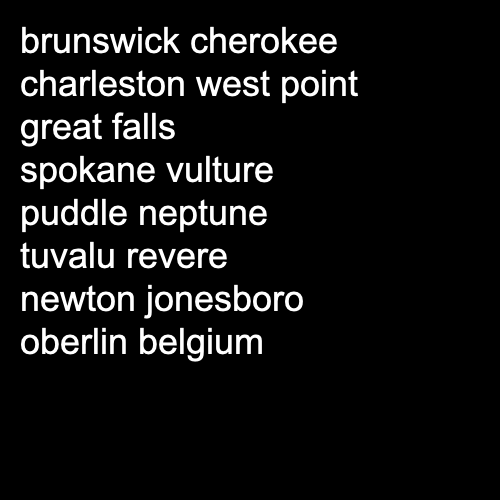 brunswick cherokee
charleston west point
great falls
spokane vulture
puddle neptune
tuvalu revere
newton jonesboro
oberlin belgium